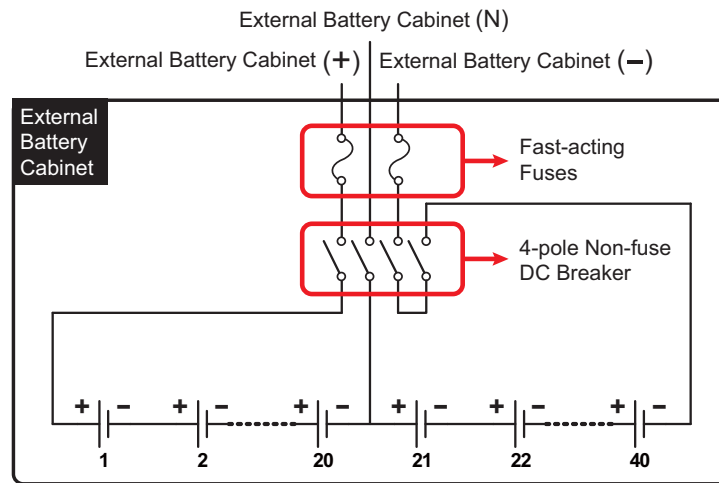 External Battery Cabinet (N)
External Battery Cabinet (+)
External Battery Cabinet (−)
External
Battery
Cabinet
Fast-acting
Fuses
4-pole Non-fuse
DC Breaker
+ − + − + − + − + − + −
1 2 20 21 22 40